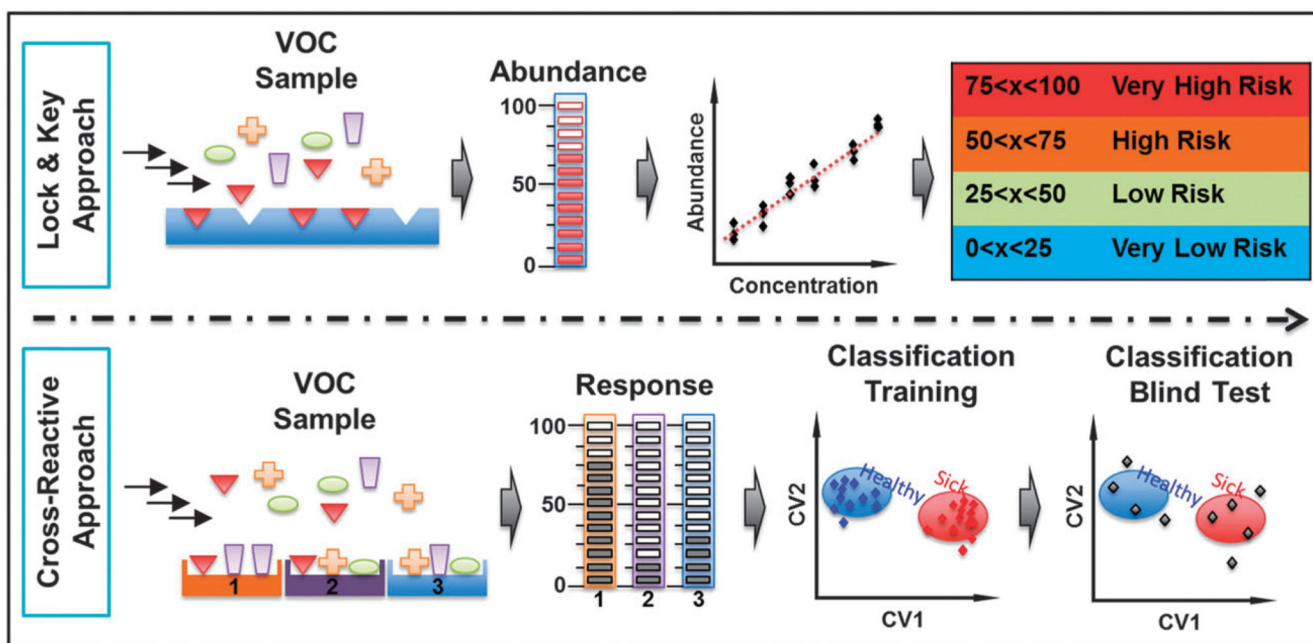 Lock & Key
Approach
VOC
Sample
Abundance
100
50
0
Abundance
Concentration
75<x<100 Very High Risk
50<x<75 High Risk
25<x<50 Low Risk
0<x<25 Very Low Risk
Cross-Reactive
Approach
VOC
Sample
1
2
3
Response
100
50
0
1 2 3
Classification
Training
Healthy
Sick
CV2
CV1
Classification
Blind Test
Healthy
Sick
CV2
CV1